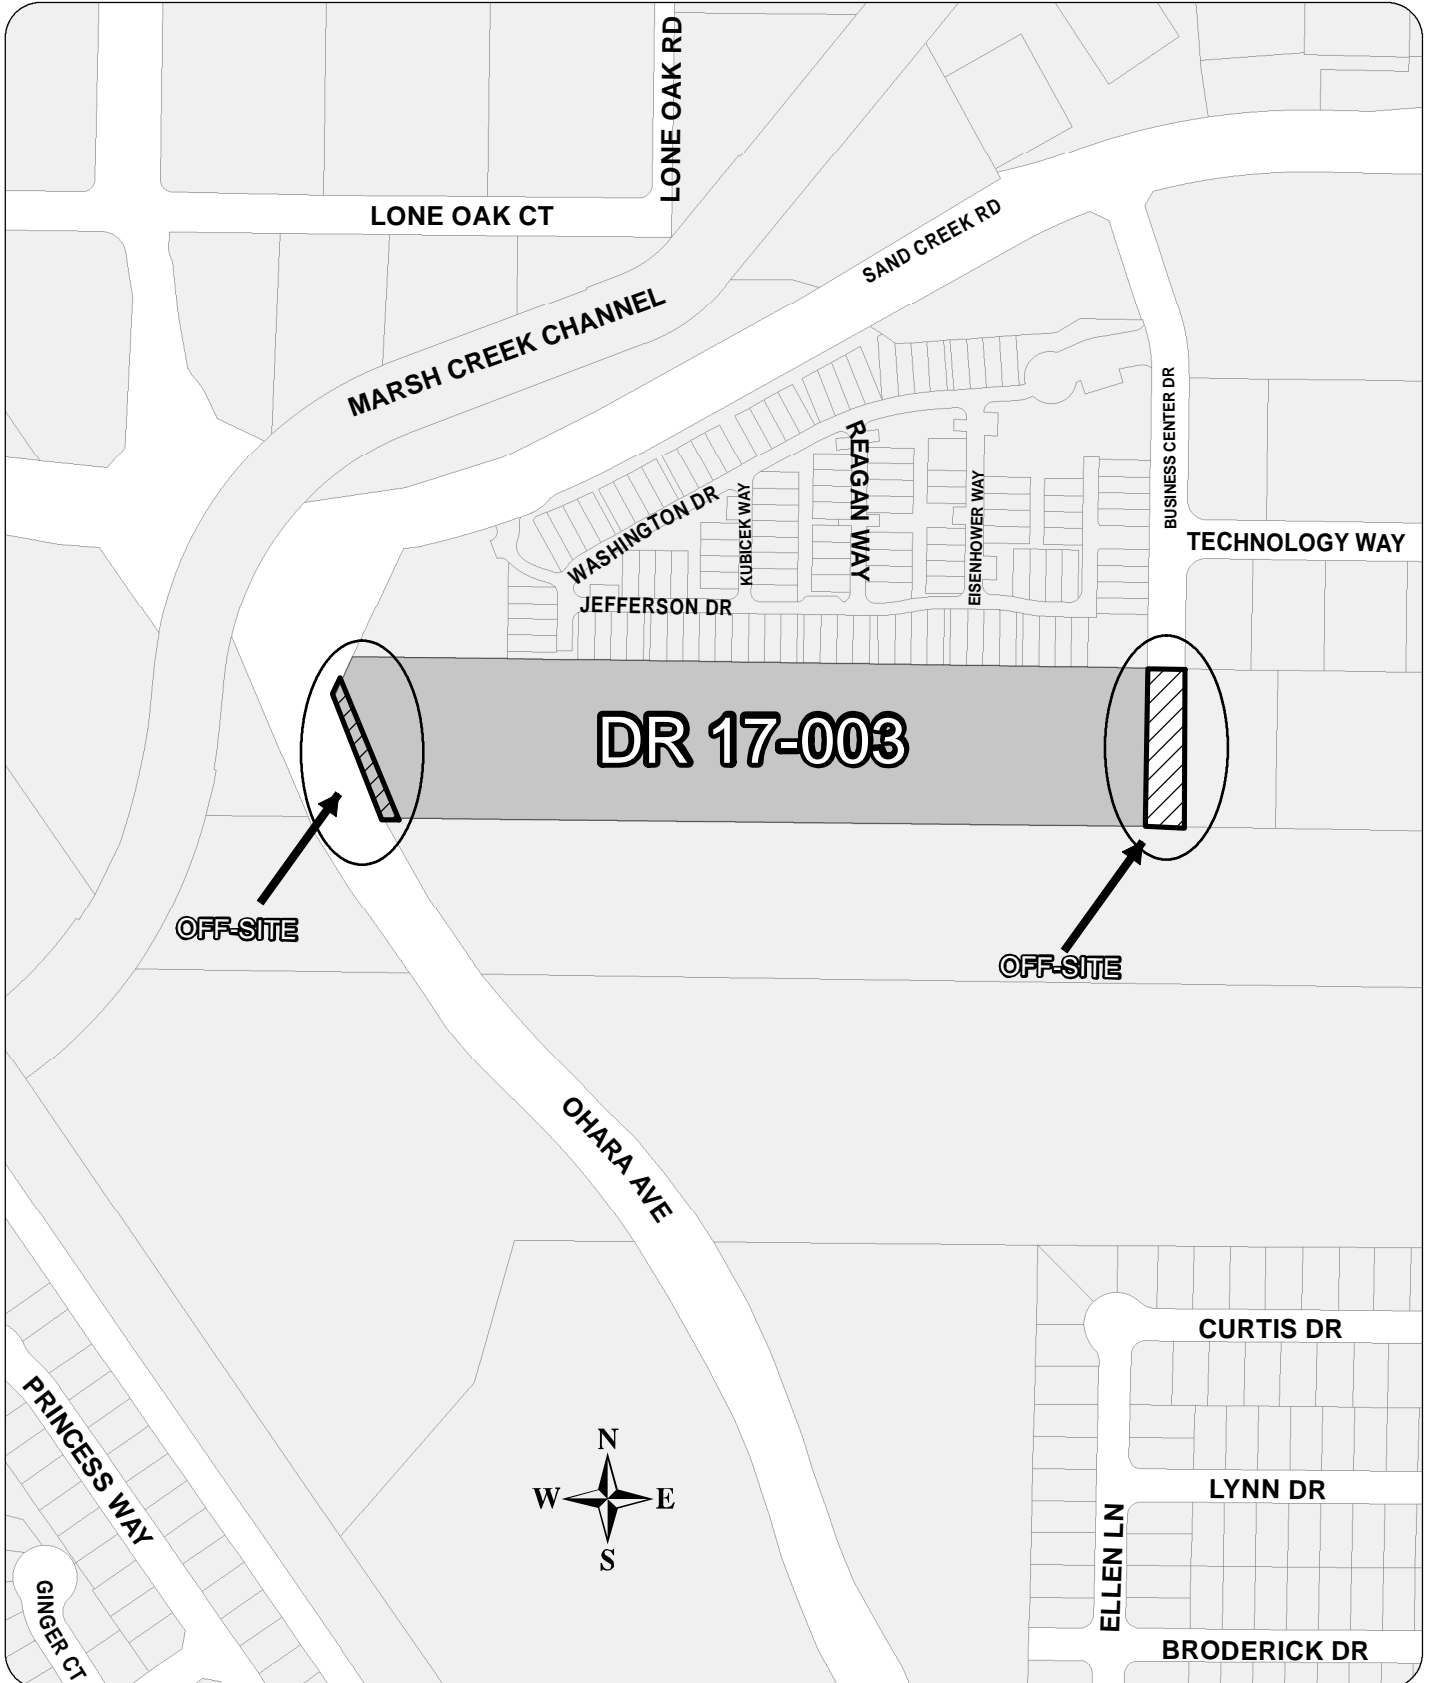 LONE OAK RD
LONE OAK CT
SAND CREEK RD
MARSH CREEK CHANNEL
BUSINESS CENTER DR
REAGAN WAY
WASHINGTON DR
KUBICEK WAY
EISENHOWER WAY
TECHNOLOGY WAY
JEFFERSON DR
DR 17-003
OFF-SITE
OFF-SITE
OHARA AVE
CURTIS DR
PRINCESS WAY
N
W
E
S
LYNN DR
ELLEN LN
GINGER CT
BRODERICK DR